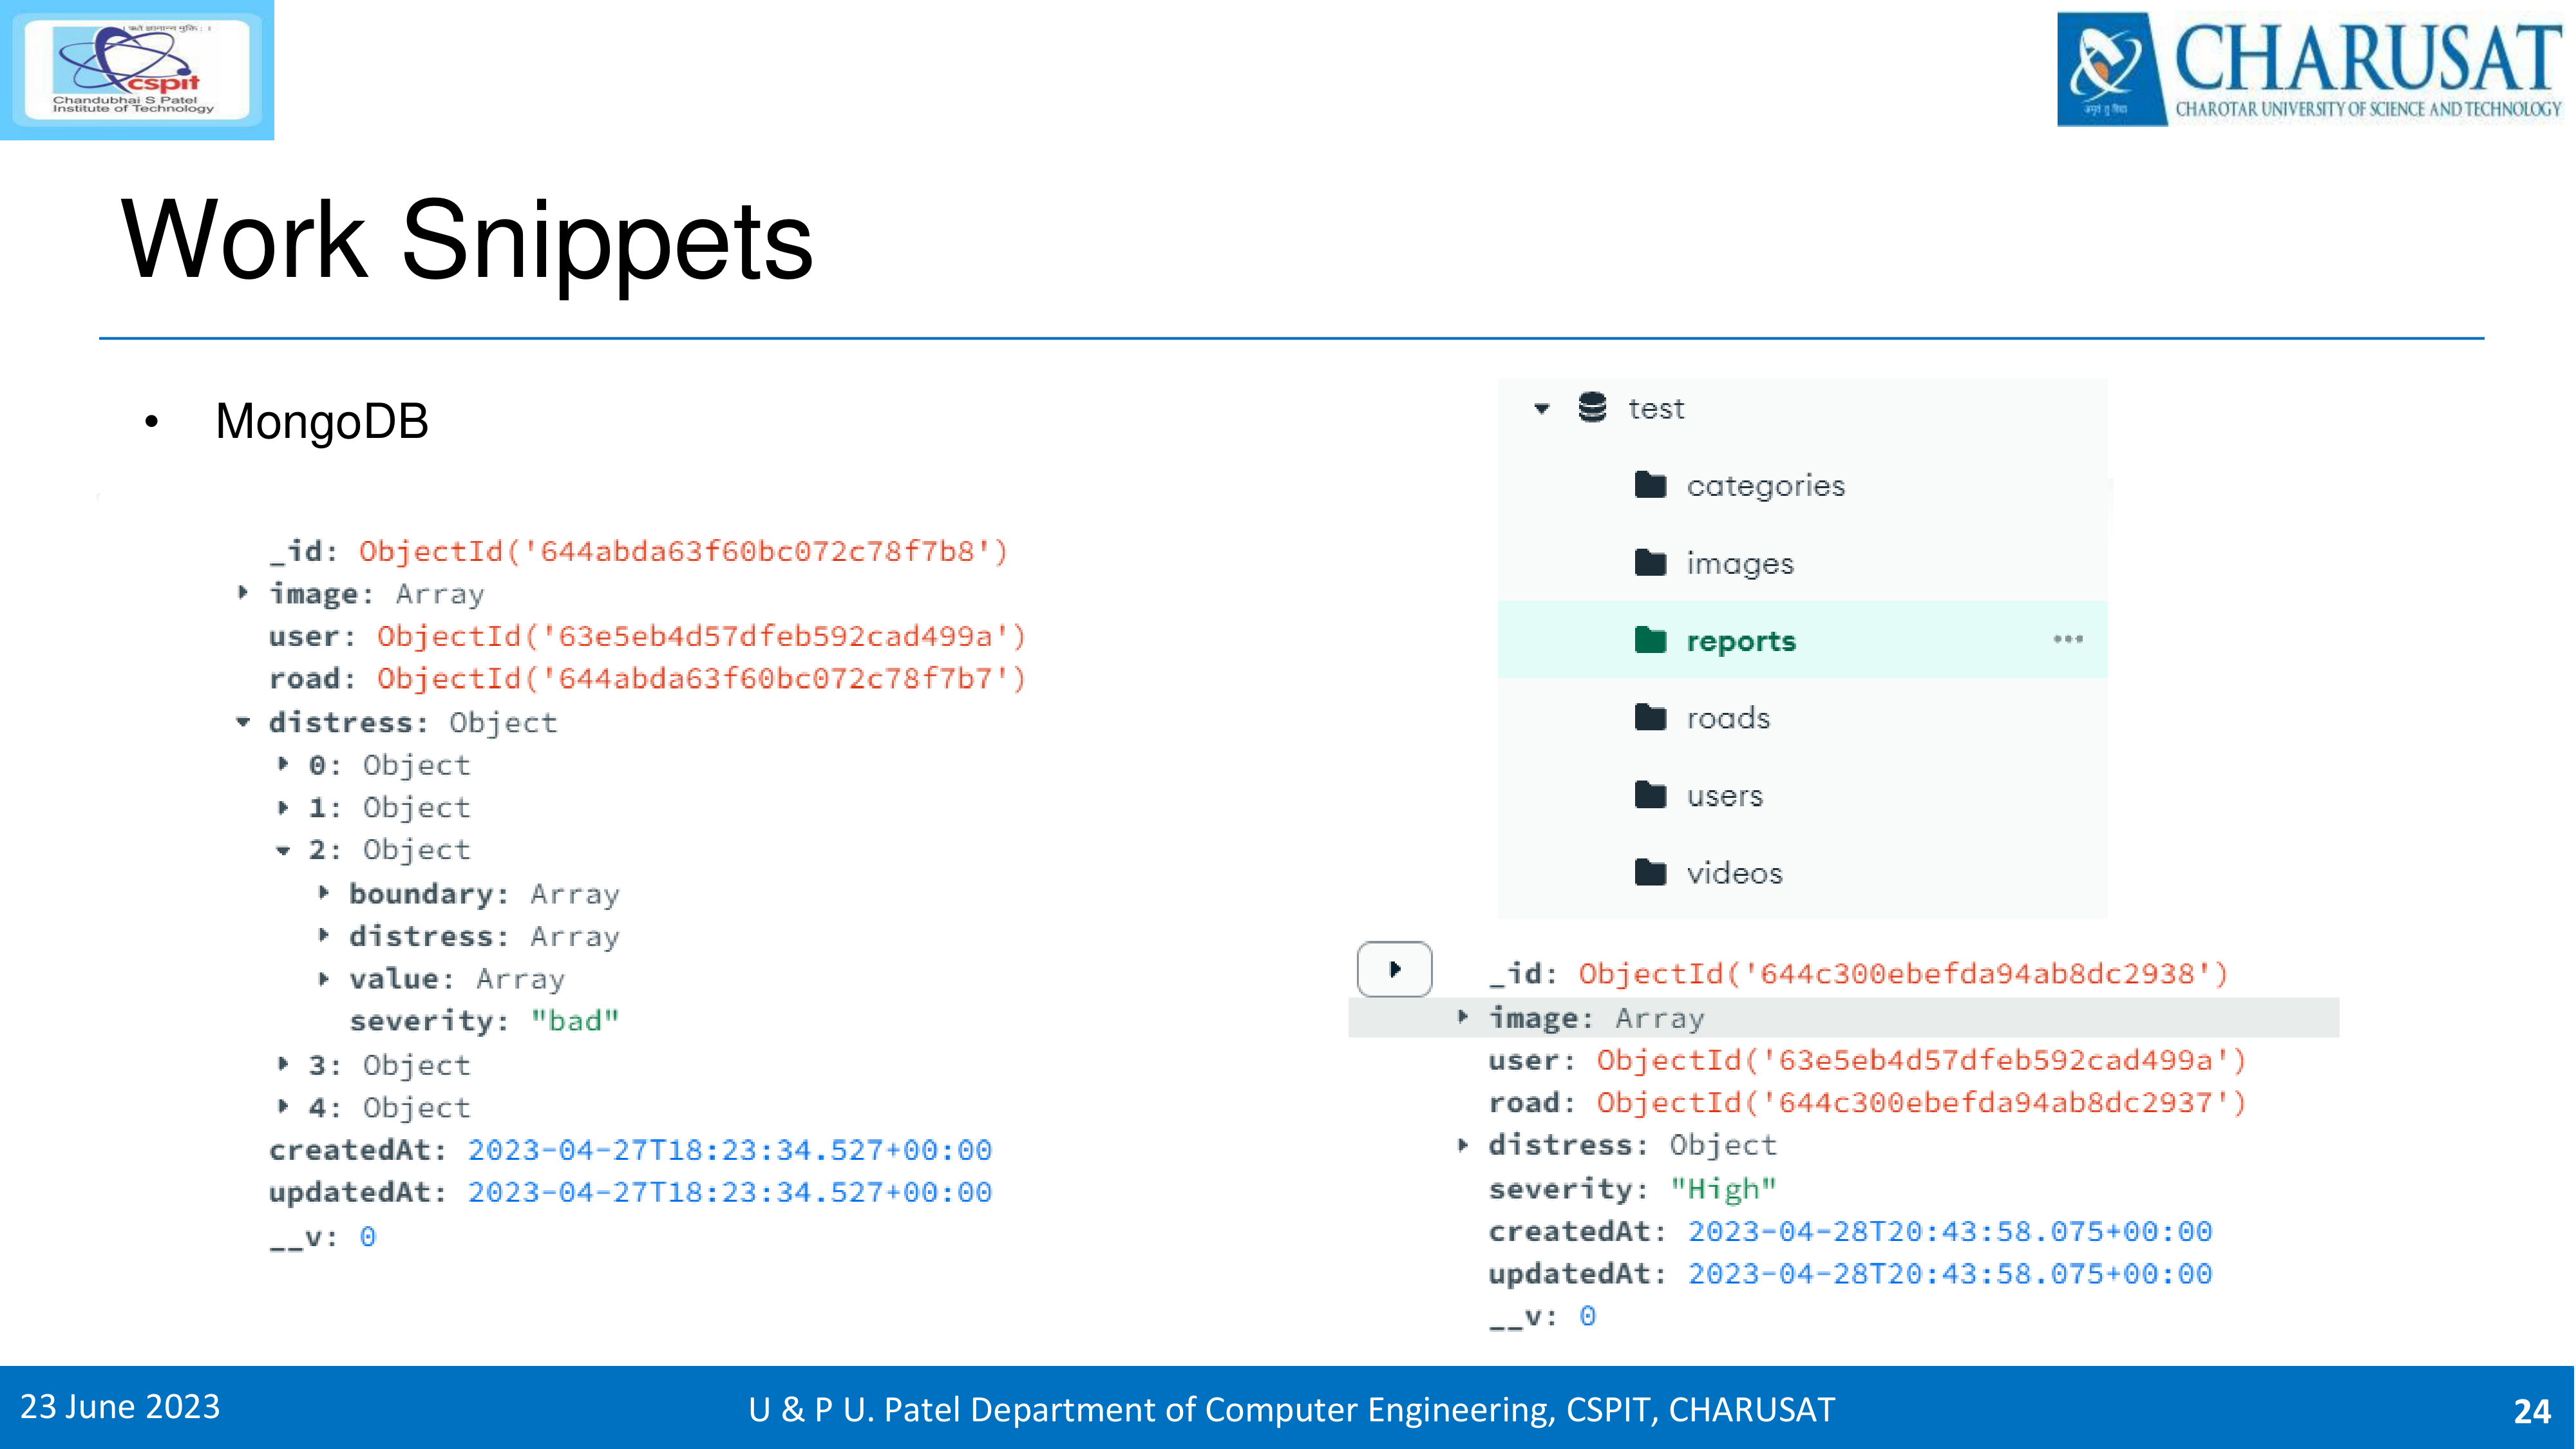 cspit
Chandubhai S Patel
Institute of Technology
CHARUSAT
CHAROTAR UNIVERSITY OF SCIENCE AND TECHNOLOGY
Work Snippets
• MongoDB
_id: ObjectId('644abda63f60bc072c78f7b8')
image: Array
user: ObjectId('63e5eb4d57dfeb592cad499a')
road: ObjectId('644abda63f60bc072c78f7b7')
distress: Object
0: Object
1: Object
2: Object
boundary: Array
distress: Array
value: Array
severity: "bad"
3: Object
4: Object
createdAt: 2023-04-27T18:23:34.527+00:00
updatedAt: 2023-04-27T18:23:34.527+00:00
__v: 0
test
categories
images
reports
roads
users
videos
_id: ObjectId('644c300ebefda94ab8dc2938')
image: Array
user: ObjectId('63e5eb4d57dfeb592cad499a')
road: ObjectId('644c300ebefda94ab8dc2937')
distress: Object
severity: "High"
createdAt: 2023-04-28T20:43:58.075+00:00
updatedAt: 2023-04-28T20:43:58.075+00:00
__v: 0
23 June 2023
U & P U. Patel Department of Computer Engineering, CSPIT, CHARUSAT
24